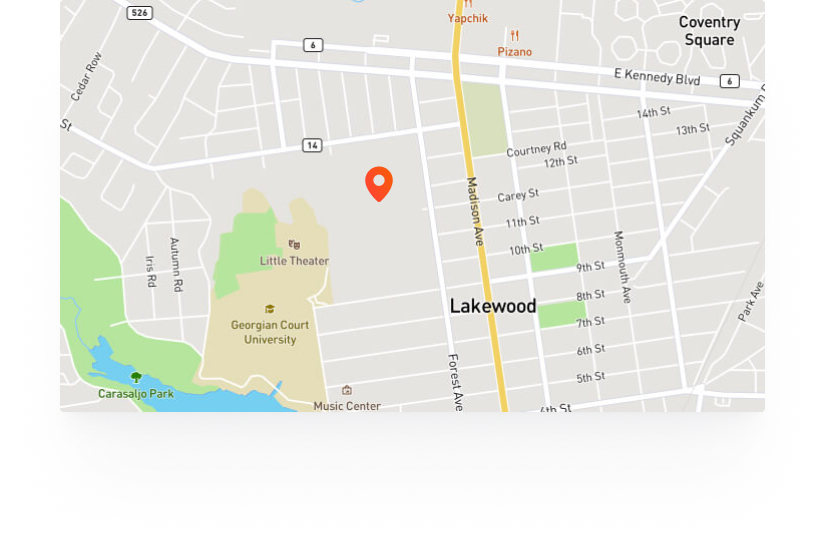 526
Yapchik
Coventry
Square
6
Pizano
Cedar Row
E Kennedy Blvd
6
14th St
Squankum
St
13th St
14
Courtney Rd
12th St
Carey St
Madison Ave
11th St
10th St
Little Theater
Autumn Rd
Iris Rd
Monmouth Ave
9th St
8th St
Park Ave
Lakewood
7th St
Georgian Court
University
6th St
5th St
Forest Ave
Carasaljo Park
Music Center
4th St